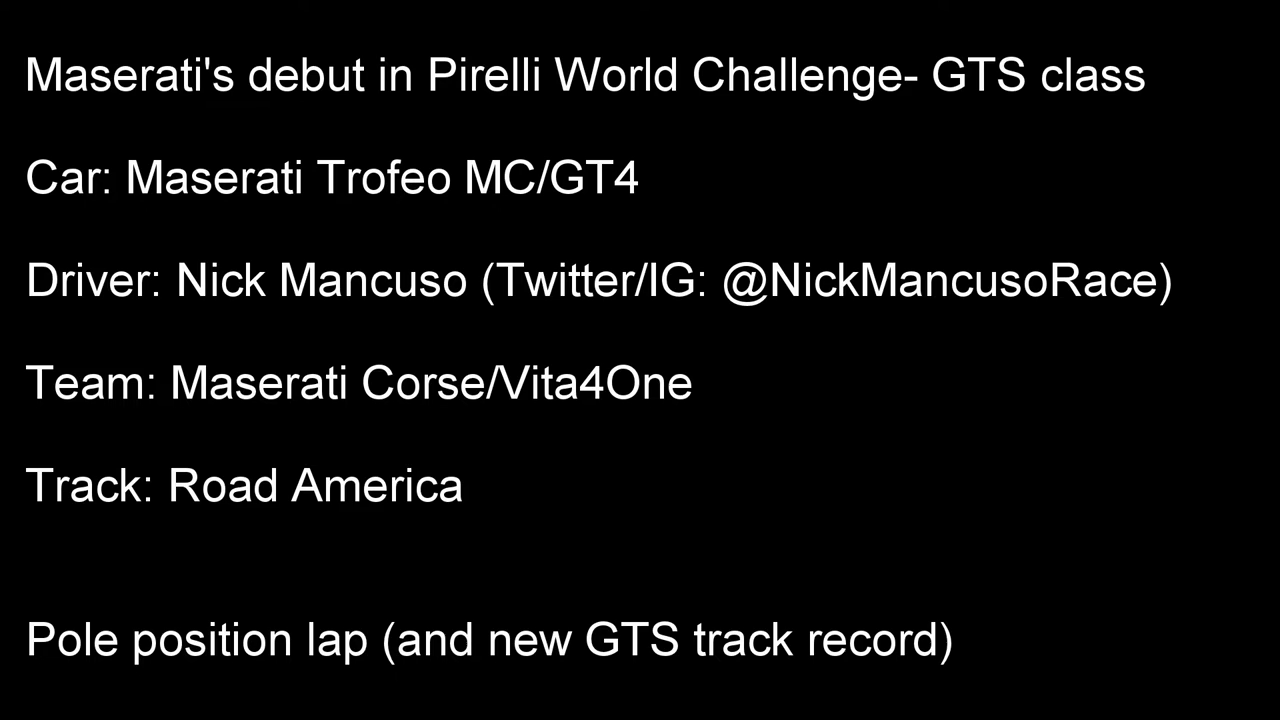 Maserati's debut in Pirelli World Challenge- GTS class
Car: Maserati Trofeo MC/GT4
Driver: Nick Mancuso (Twitter/IG: @NickMancusoRace)
Team: Maserati Corse/Vita4One
Track: Road America
Pole position lap (and new GTS track record)